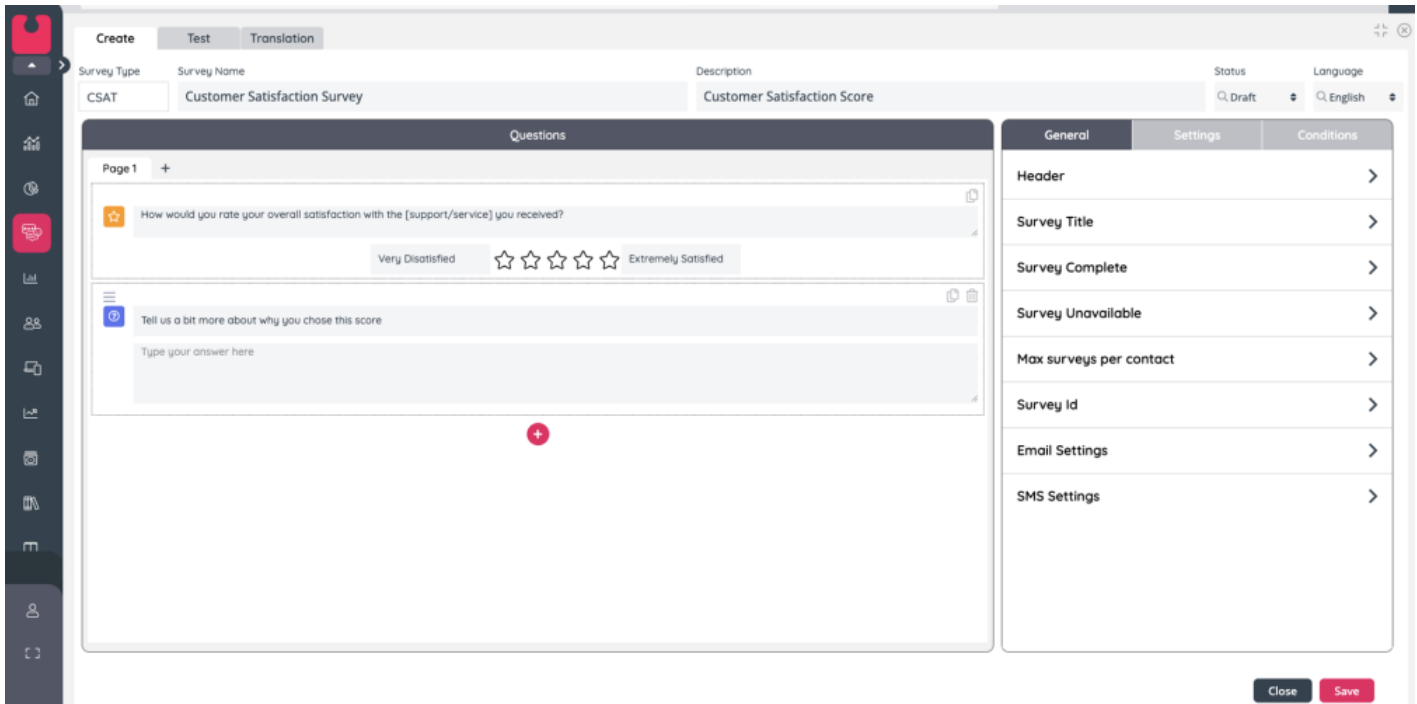 Create Test Translation
Survey Type Survey Name Description Status Language
CSAT Customer Satisfaction Survey Customer Satisfaction Score Draft English
Questions
Page 1 +
How would you rate your overall satisfaction with the [support/service] you received?
Very Disatisfied Extremely Satisfied
Tell us a bit more about why you chose this score
Type your answer here
General Settings Conditions
Header
Survey Title
Survey Complete
Survey Unavailable
Max surveys per contact
Survey Id
Email Settings
SMS Settings
Close Save